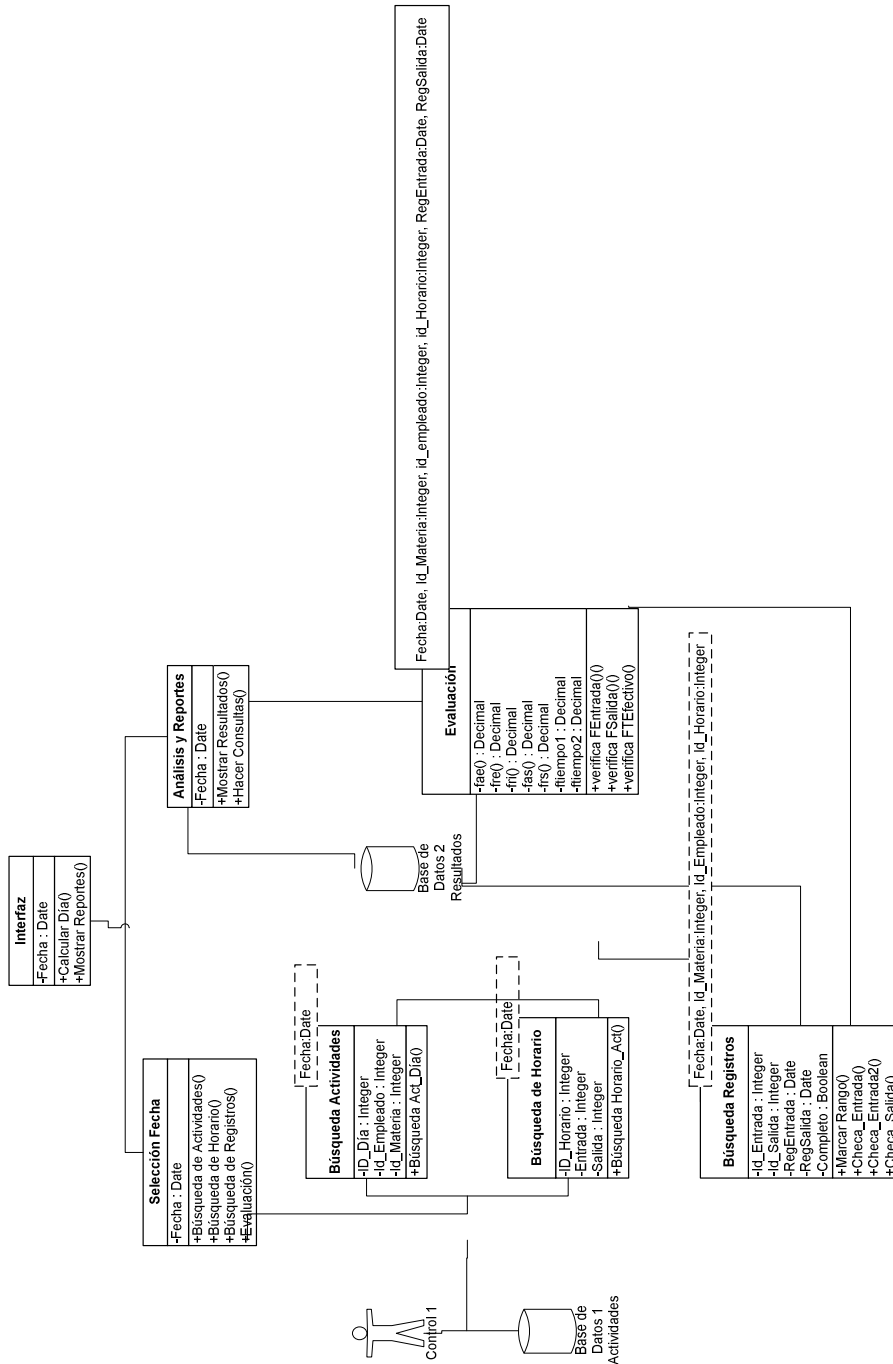 Interfaz
-Fecha : Date
+Calcular Día()
+Mostrar Reportes()
Selección Fecha
-Fecha : Date
+Búsqueda de Actividades()
+Búsqueda de Horario()
+Búsqueda de Registros()
+Evaluación()
Análisis y Reportes
-Fecha : Date
+Mostrar Resultados()
+Hacer Consultas()
Control 1
Base de
Datos 1
Actividades
Fecha:Date
Búsqueda Actividades
-ID_Día : Integer
-Id_Empleado : Integer
-Id_Materia : Integer
+Búsqueda Act_Día()
Fecha:Date
Búsqueda de Horario
-ID_Horario : Integer
-Entrada : Integer
-Salida : Integer
+Búsqueda Horario_Act()
Base de
Datos 2
Resultados
Fecha:Date, Id_Materia:Integer, id_empleado:Integer, id_Horario:Integer, RegEntrada:Date, RegSalida:Date
Evaluación
-fae() : Decimal
-fre() : Decimal
-fri() : Decimal
-fas() : Decimal
-frs() : Decimal
-ftiempo1 : Decimal
-ftiempo2 : Decimal
+verifica FEntrada()()
+verifica FSalida()()
+verifica FTEfectivo()
Fecha:Date, Id_Materia:Integer, Id_Empleado:Integer, Id_Horario:Integer
Búsqueda Registros
-Id_Entrada : Integer
-Id_Salida : Integer
-RegEntrada : Date
-RegSalida : Date
-Completo : Boolean
+Marcar Rango()
+Checa_Entrada()
+Checa_Entrada2()
+Checa_Salida()